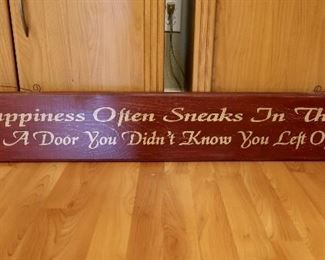 appiness Often Sneaks In Th
A Door You Didn't Know You Left O